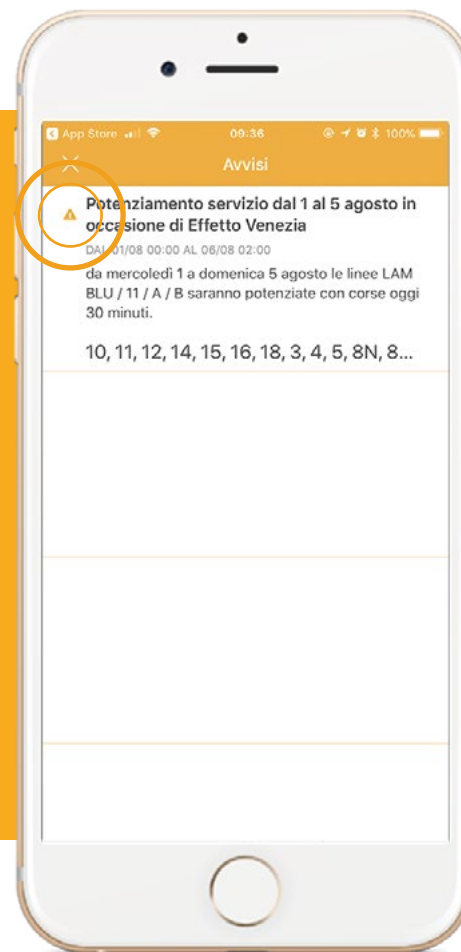 App Store 09:36 100%
Avvisi
Potenziamento servizio dal 1 al 5 agosto in
occasione di Effetto Venezia
DAL 01/08 00:00 AL 06/08 02:00
da mercoledì 1 a domenica 5 agosto le linee LAM
BLU / 11 / A / B saranno potenziate con corse oggi
30 minuti.
10, 11, 12, 14, 15, 16, 18, 3, 4, 5, 8N, 8...